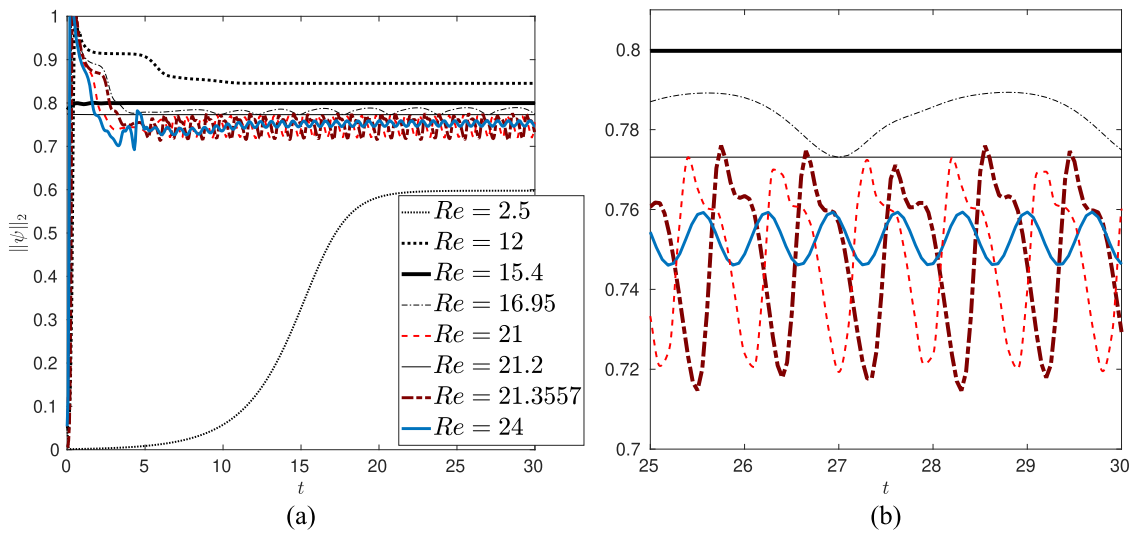 1
0.9
0.8
0.7
0.6
0.5
0.4
0.3
0.2
0.1
0
||ψ||₂
0 5 10 15 20 25 30
t
Re = 2.5
Re = 12
Re = 15.4
Re = 16.95
Re = 21
Re = 21.2
Re = 21.3557
Re = 24
(a)
0.8
0.78
0.76
0.74
0.72
0.7
25 26 27 28 29 30
t
(b)